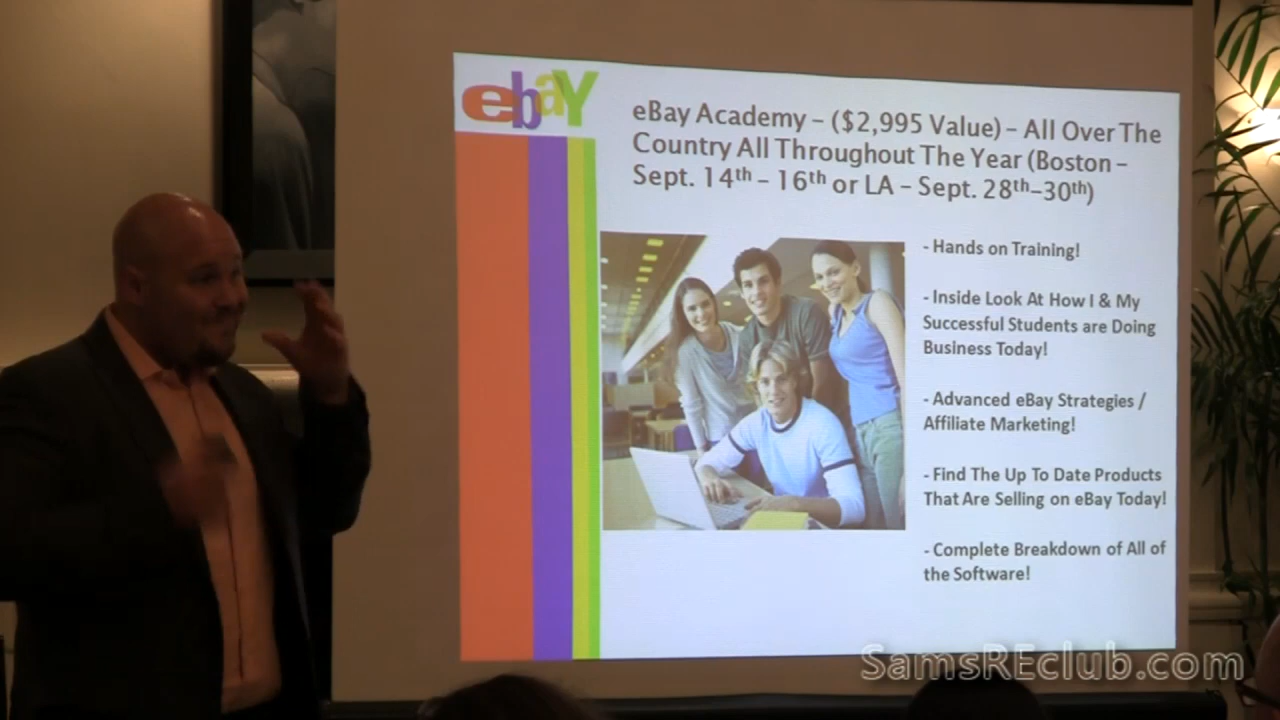 ebaY
eBay Academy – ($2,995 Value) – All Over The
Country All Throughout The Year (Boston –
Sept. 14th – 16th or LA – Sept. 28th–30th)
- Hands on Training!
- Inside Look At How I & My
Successful Students are Doing
Business Today!
- Advanced eBay Strategies /
Affiliate Marketing!
- Find The Up To Date Products
That Are Selling on eBay Today!
- Complete Breakdown of All of
the Software!
SamsREclub.com